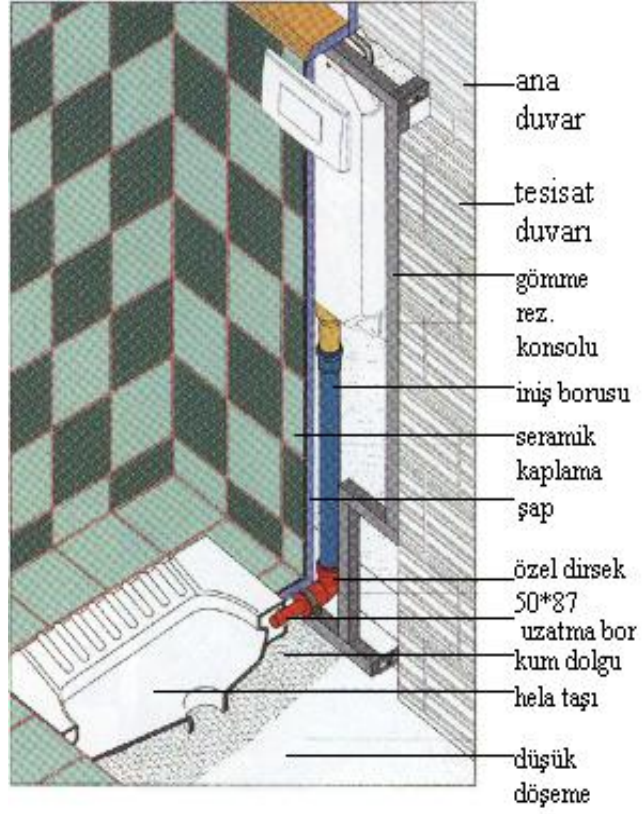 ana
duvar
tesisat
duvarı
gömme
rez.
konsolu
iniş borusu
seramik
kaplama
şap
özel dirsek
50*87
uzatma bor
kum dolgu
hela taşı
düşük
döşeme